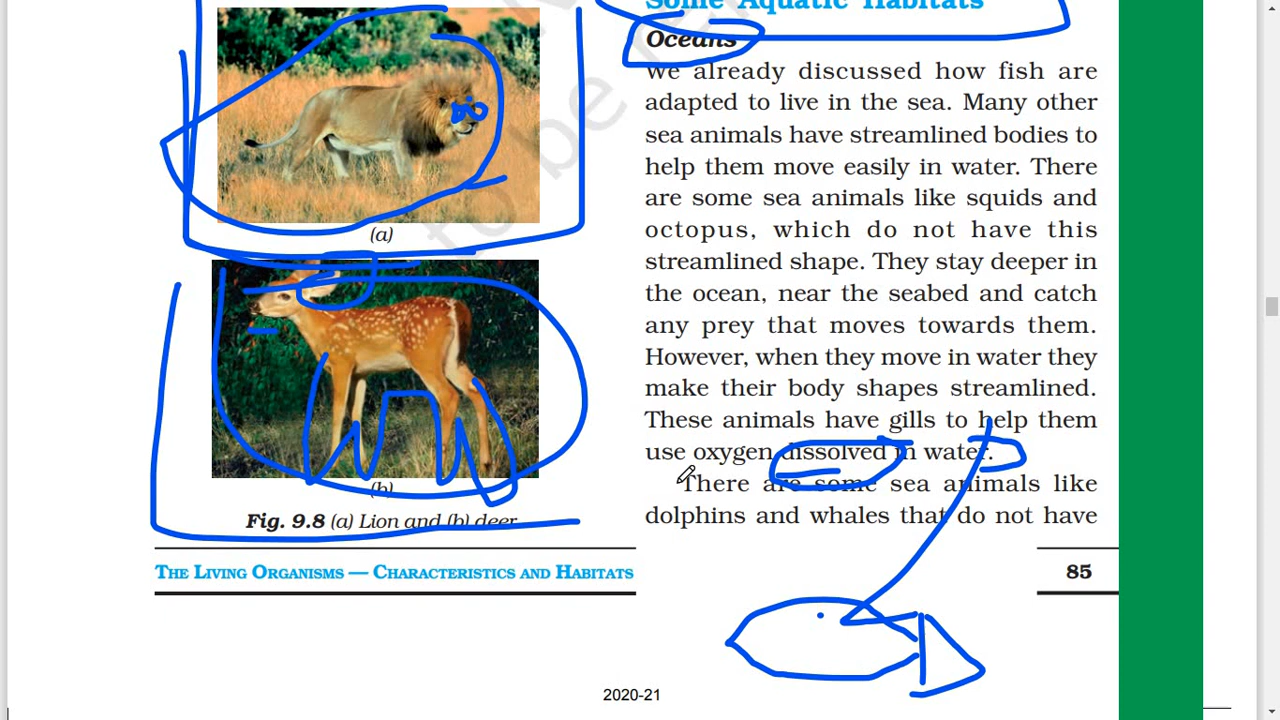 Some Aquatic Habitats
Oceans
We already discussed how fish are
adapted to live in the sea. Many other
sea animals have streamlined bodies to
help them move easily in water. There
are some sea animals like squids and
octopus, which do not have this
streamlined shape. They stay deeper in
the ocean, near the seabed and catch
any prey that moves towards them.
However, when they move in water they
make their body shapes streamlined.
These animals have gills to help them
use oxygen dissolved in water.
There are some sea animals like
dolphins and whales that do not have
(a)
(b)
Fig. 9.8 (a) Lion and (b) deer
THE LIVING ORGANISMS — CHARACTERISTICS AND HABITATS
85
2020-21